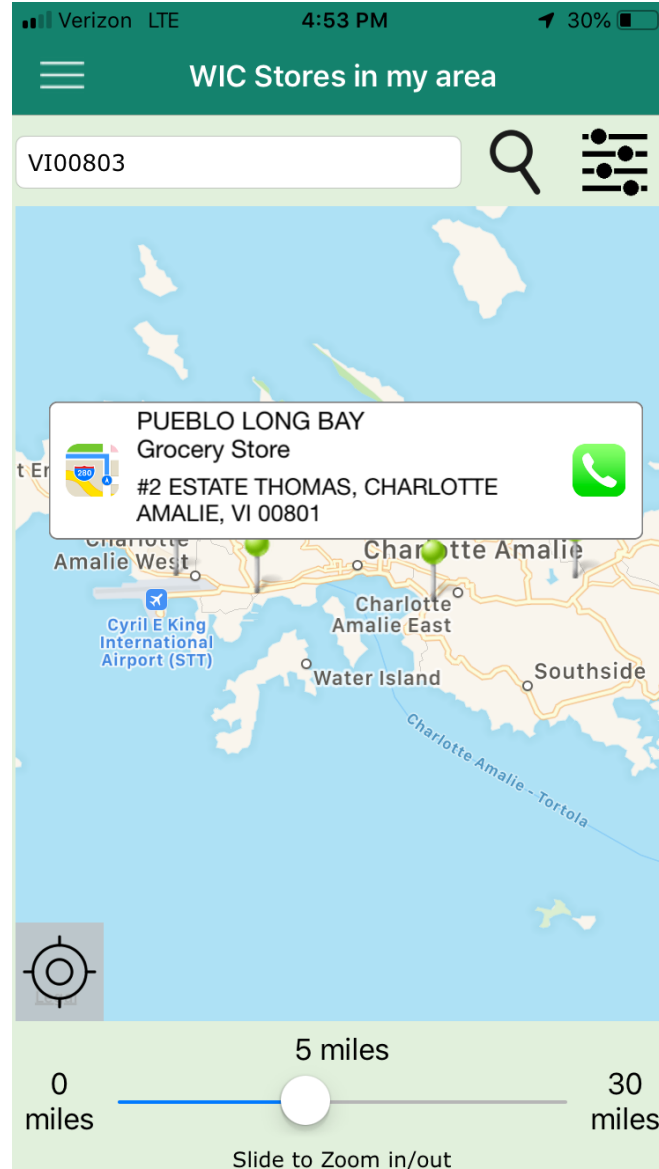 Verizon LTE 4:53 PM 30%
WIC Stores in my area
VI00803
PUEBLO LONG BAY
Grocery Store
280
#2 ESTATE THOMAS, CHARLOTTE
AMALIE, VI 00801
t En
Charlotte
Amalie West
Charlotte Amalie
Charlotte
Amalie East
Cyril E King
International
Airport (STT)
Water Island
Southside
Charlotte Amalie - Tortola
5 miles
0
miles
30
miles
Slide to Zoom in/out